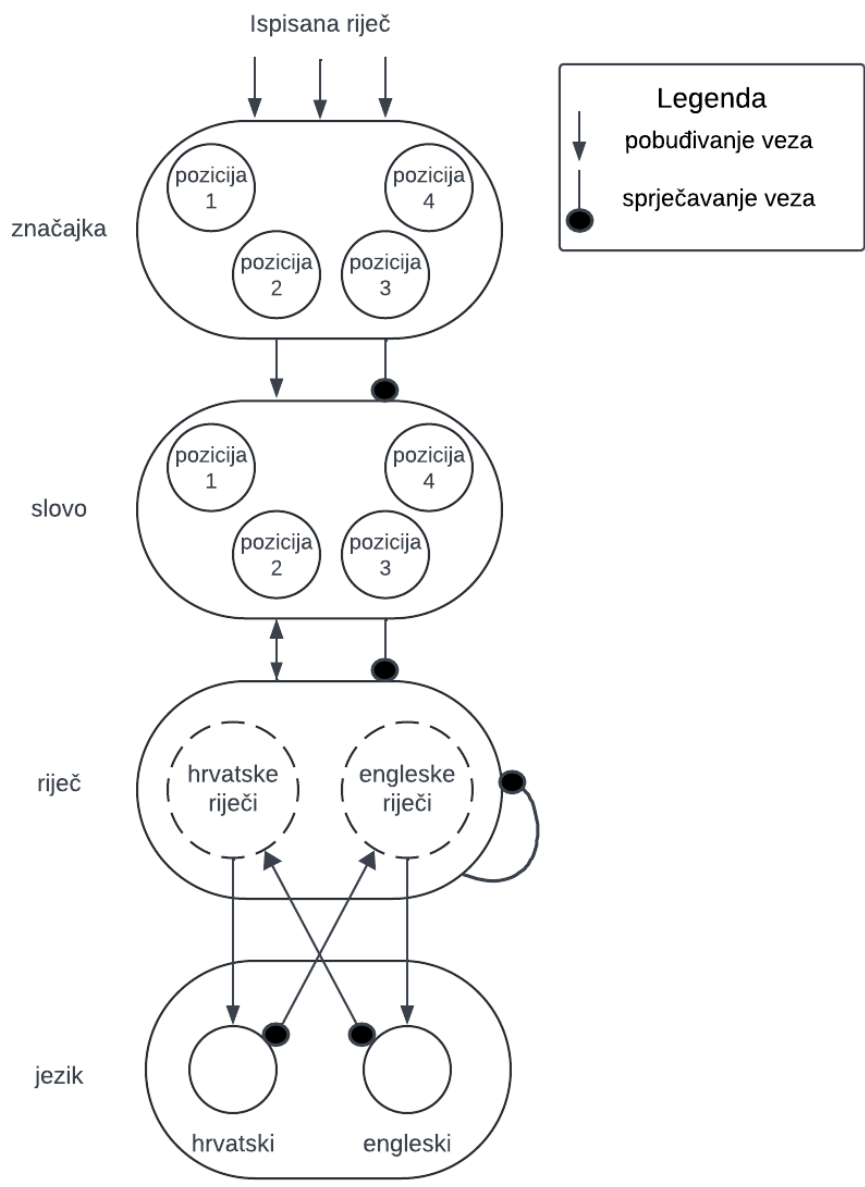 Ispisana riječ
Legenda
pobuđivanje veza
sprječavanje veza
značajka
pozicija
1
pozicija
4
pozicija
2
pozicija
3
slovo
pozicija
1
pozicija
4
pozicija
2
pozicija
3
riječ
hrvatske
riječi
engleske
riječi
jezik
hrvatski
engleski